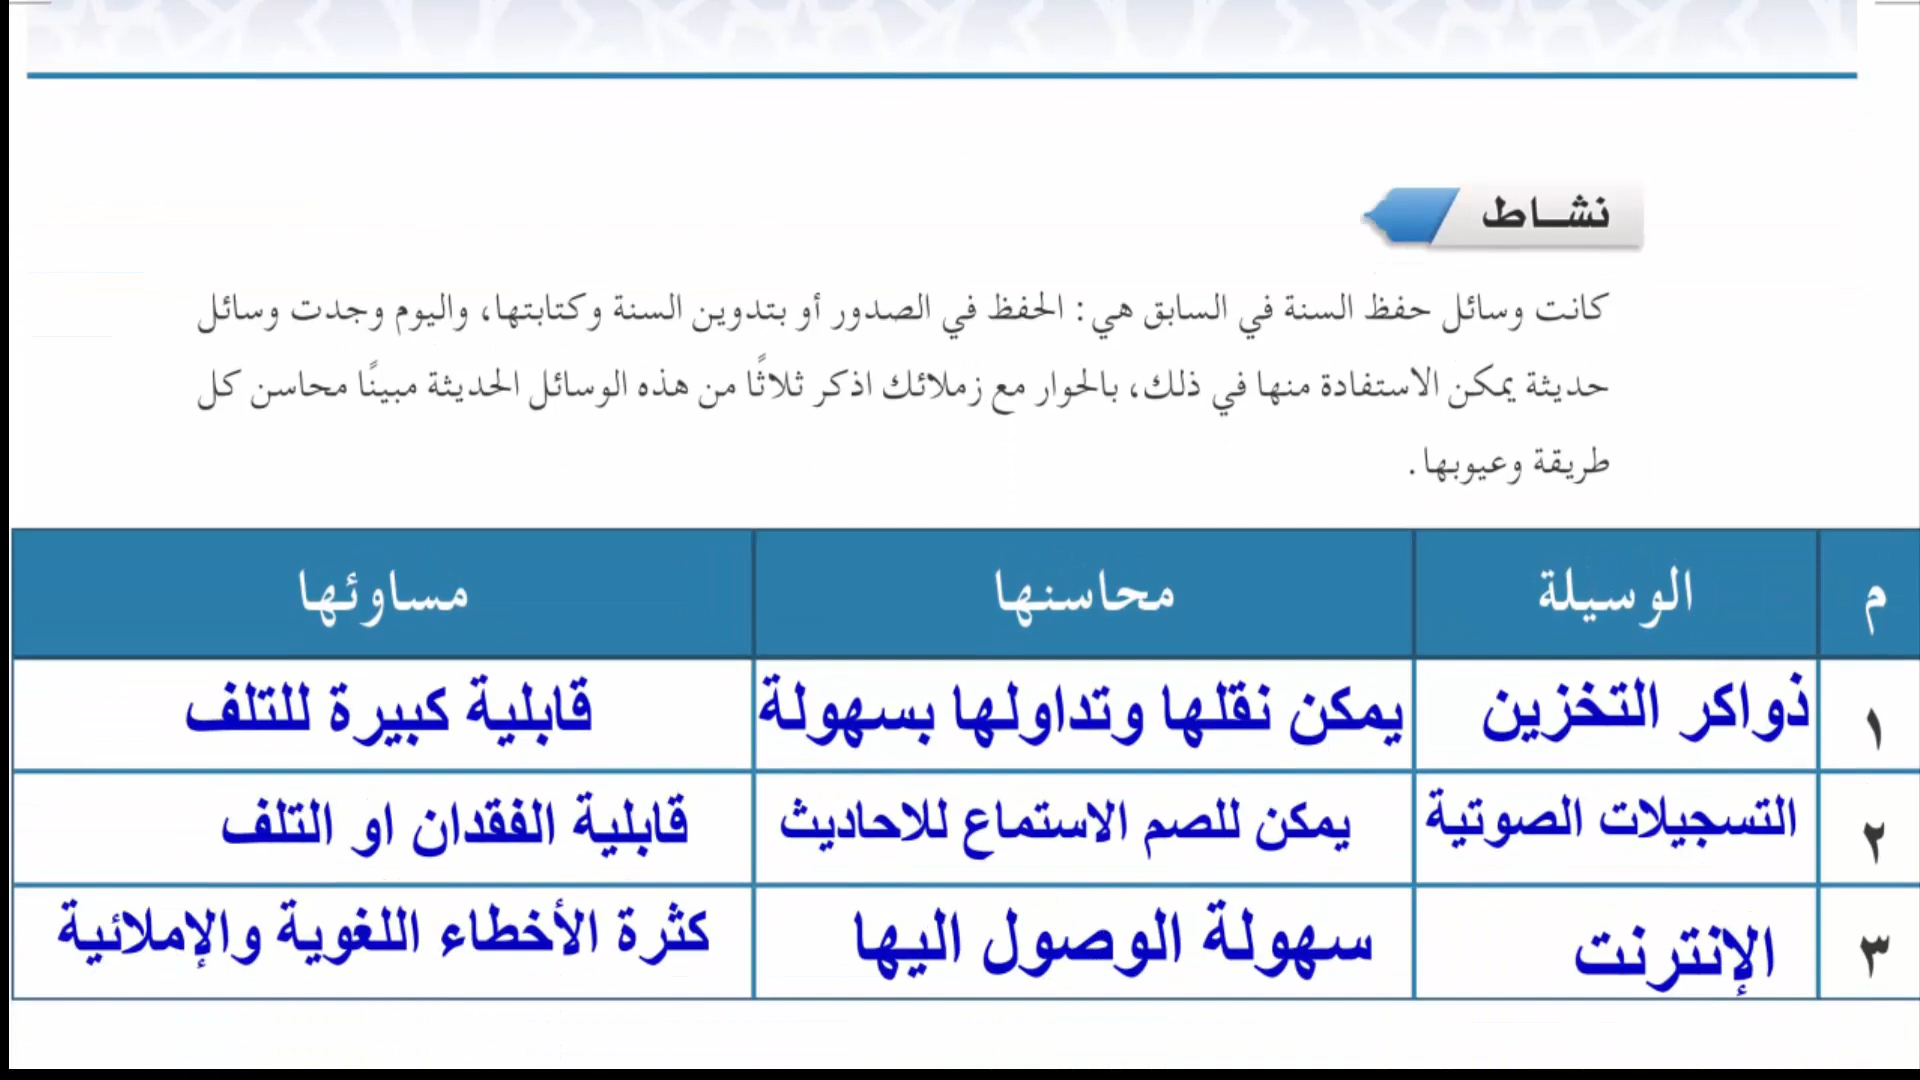 نشاط
كانت وسائل حفظ السنة في السابق هي: الحفظ في الصدور أو بتدوين السنة وكتابتها، واليوم وجدت وسائل
حديثة يمكن الاستفادة منها في ذلك، بالحوار مع زملائك اذكر ثلاثًا من هذه الوسائل الحديثة مبينًا محاسن كل
طريقة وعيوبها.
م الوسيلة محاسنها مساوئها
١ ذواكر التخزين يمكن نقلها وتداولها بسهولة قابلية كبيرة للتلف
٢ التسجيلات الصوتية يمكن للصم الاستماع للاحاديث قابلية الفقدان او التلف
٣ الإنترنت سهولة الوصول اليها كثرة الأخطاء اللغوية والإملائية